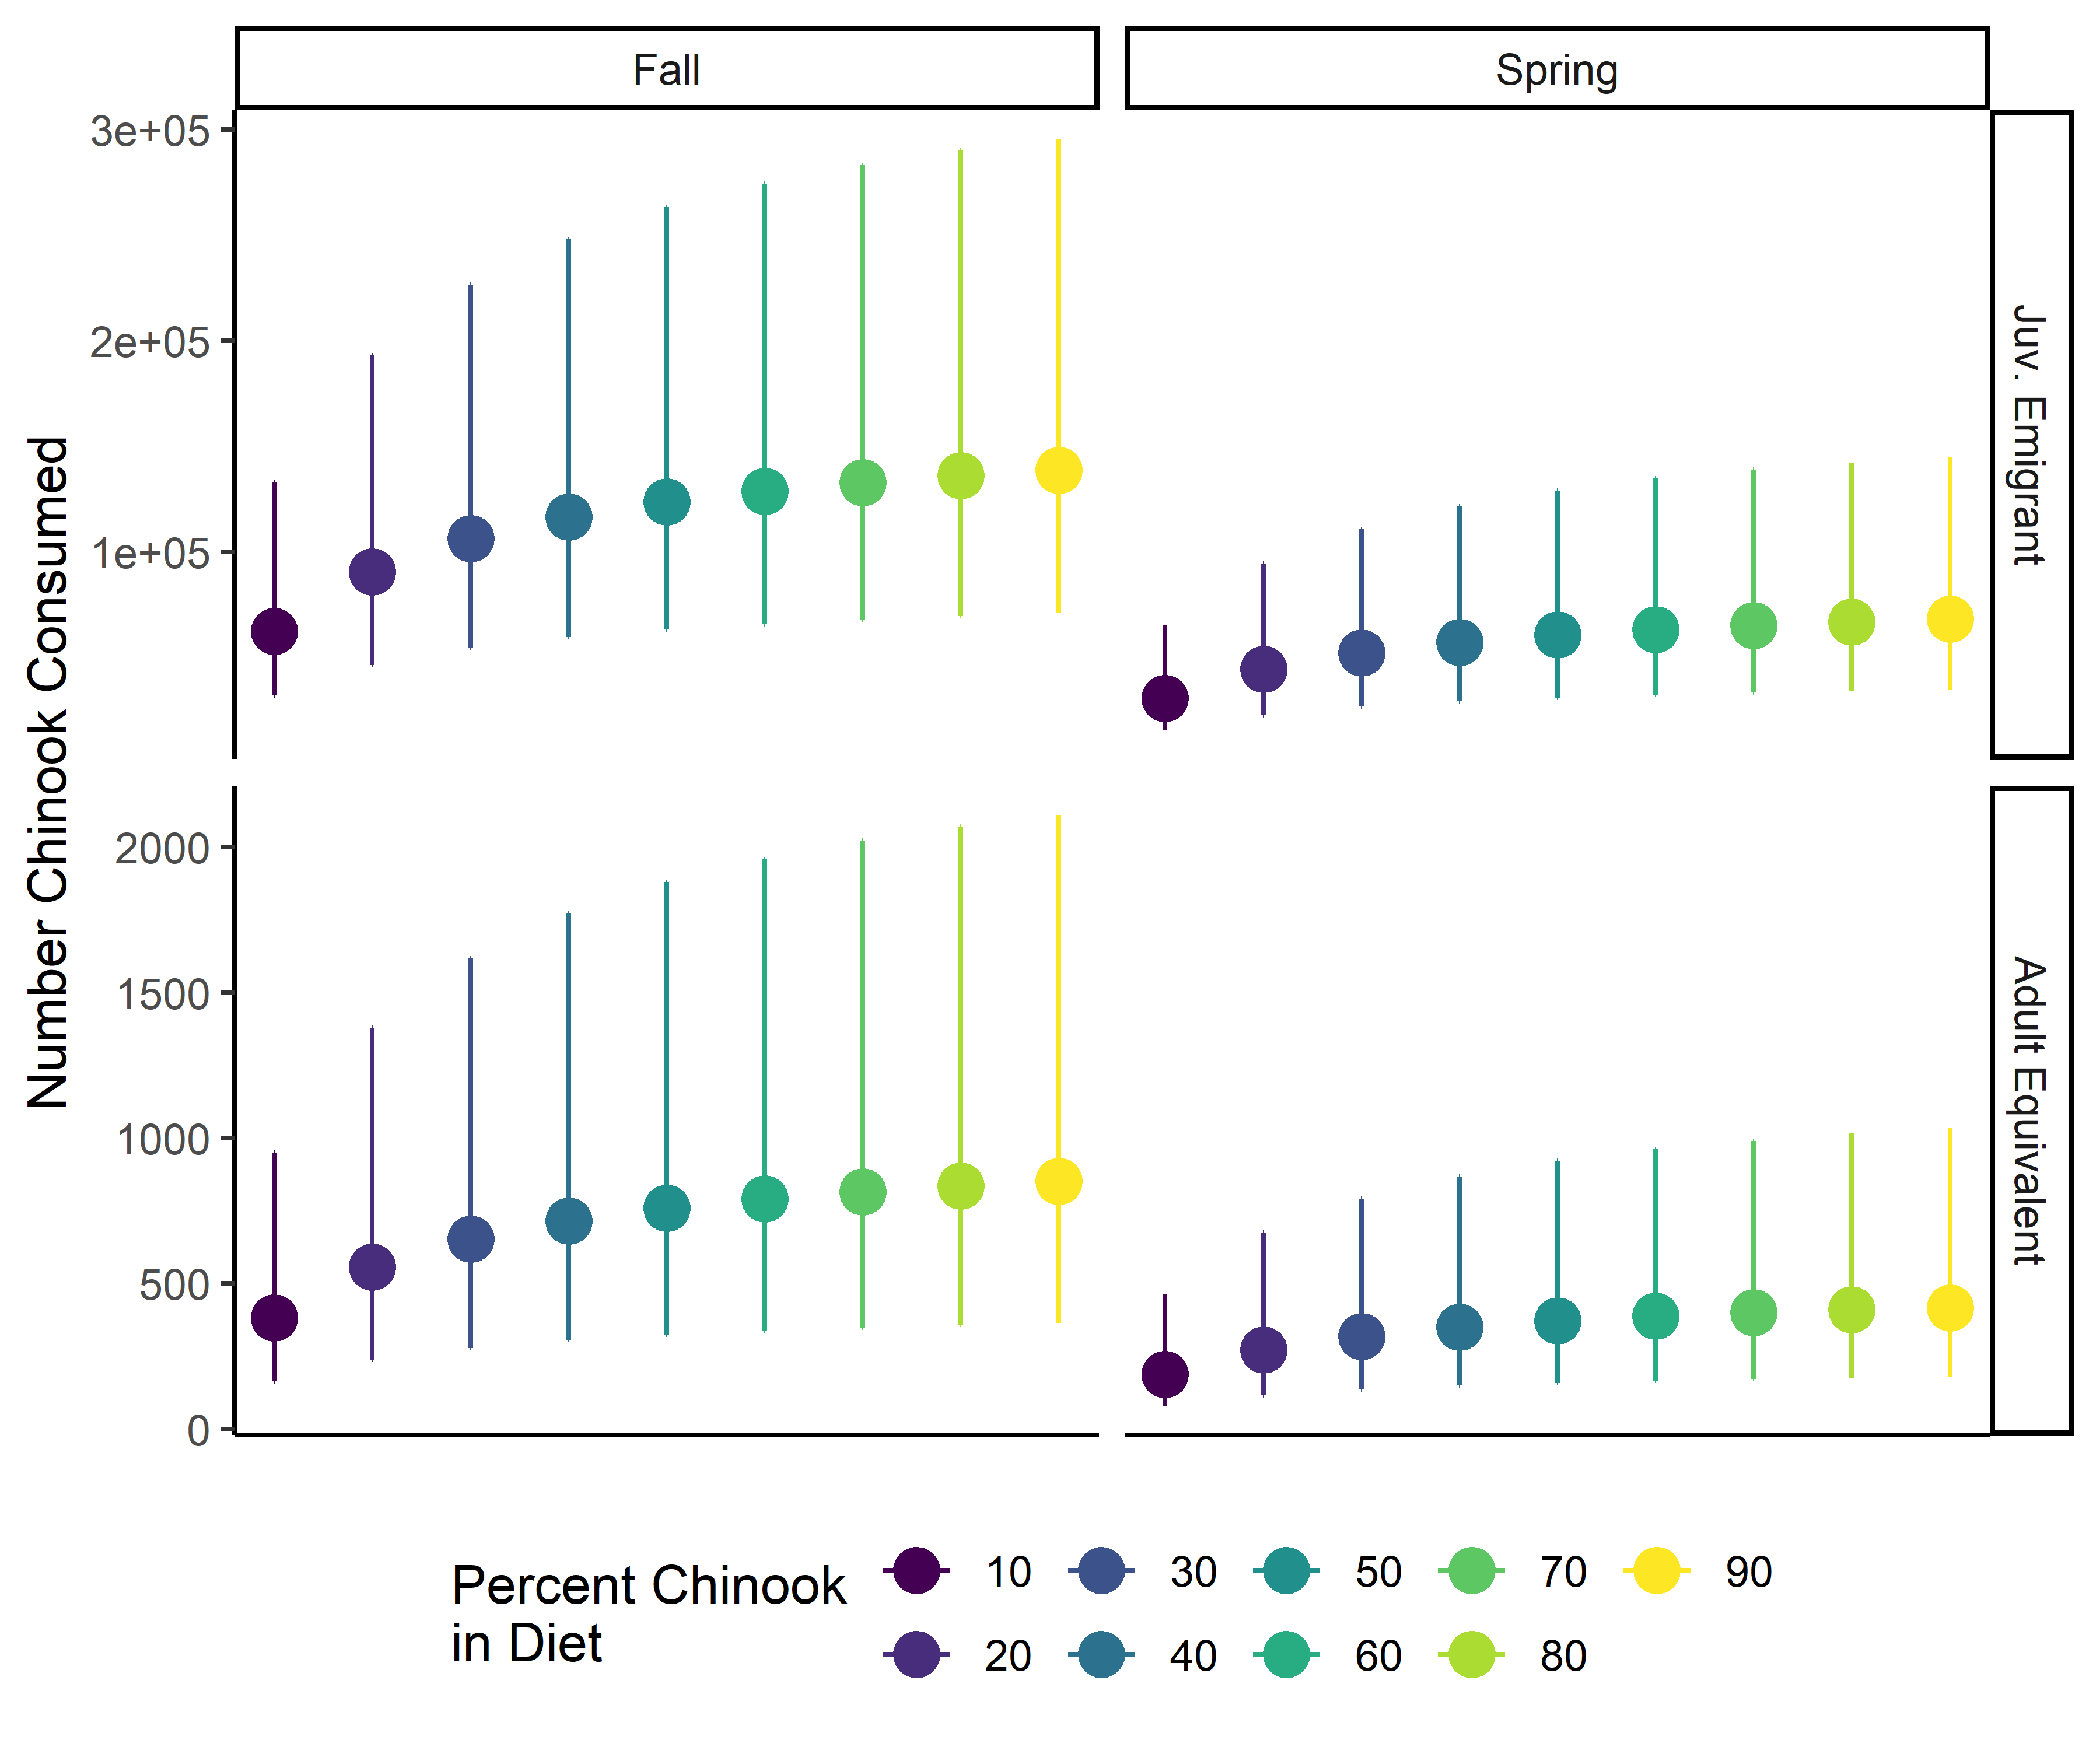 Fall
Spring
3e+05
2e+05
1e+05
Juv. Emigrant
Number Chinook Consumed
2000
1500
1000
500
0
Adult Equivalent
Percent Chinook
in Diet
10
30
50
70
90
20
40
60
80